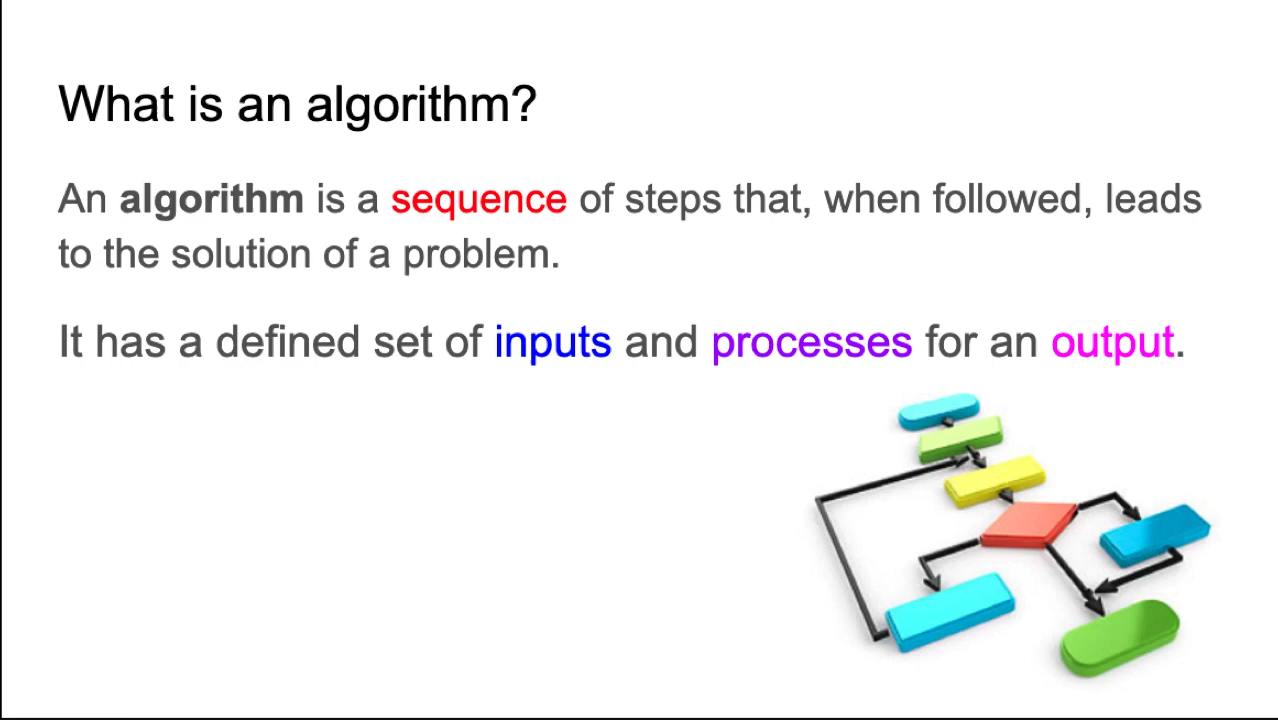 What is an algorithm?
An algorithm is a sequence of steps that, when followed, leads
to the solution of a problem.
It has a defined set of inputs and processes for an output.